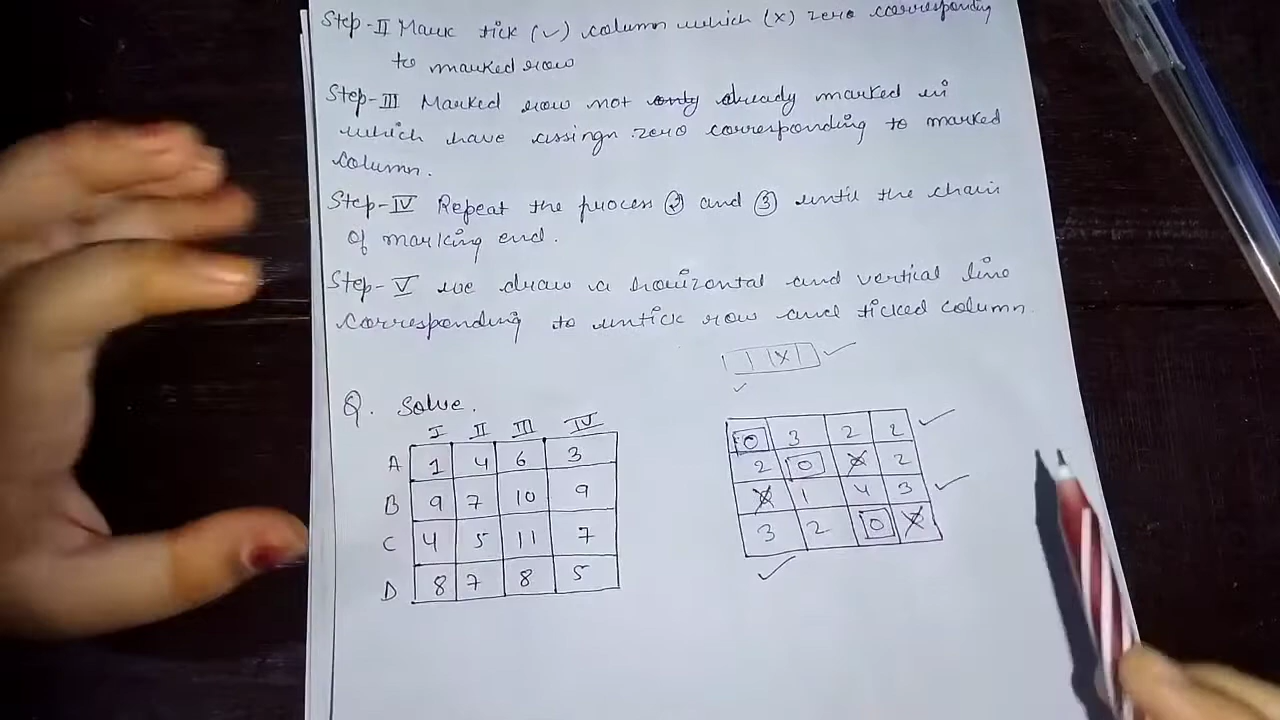 Step-II Mark tick (✓) column which (x) zero corresponding
to marked row
Step-III Marked row not only already marked in
which have assign zero corresponding to marked
column.
Step-IV Repeat the process ② and ③ until the chain
of marking end.
Step-V we draw a horizontal and vertical line
corresponding to untick row and ticked column.
x ✓
✓
Q. Solve.
I II III IV
A 1 4 6 3
B 9 7 10 9
C 4 5 11 7
D 8 7 8 5
0 3 2 2 ✓
2 0 0 2
0 1 4 3 ✓
3 2 0 0
✓